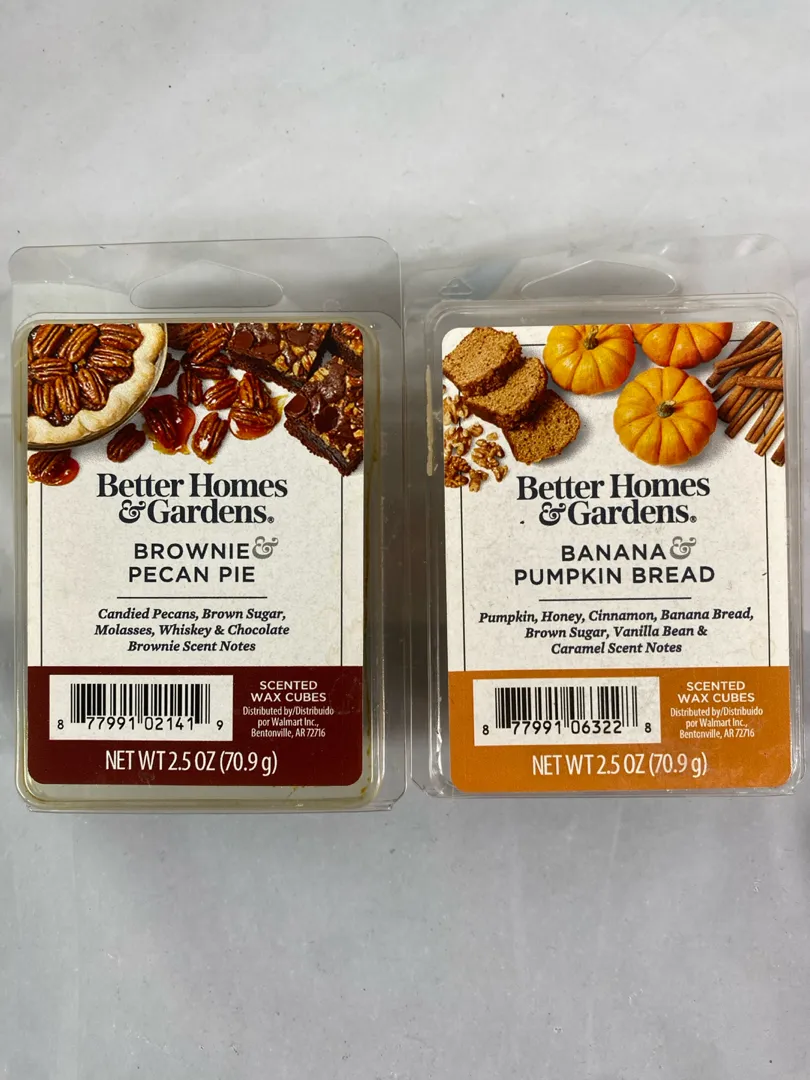 Better Homes
& Gardens®
BROWNIE &
PECAN PIE
Candied Pecans, Brown Sugar,
Molasses, Whiskey & Chocolate
Brownie Scent Notes
8 77991 02141 9
SCENTED
WAX CUBES
Distributed by/Distribuido
por Walmart Inc.,
Bentonville, AR 72716
NET WT 2.5 OZ (70.9 g)
Better Homes
& Gardens®
BANANA &
PUMPKIN BREAD
Pumpkin, Honey, Cinnamon, Banana Bread,
Brown Sugar, Vanilla Bean &
Caramel Scent Notes
8 77991 06322 8
SCENTED
WAX CUBES
Distributed by/Distribuido
por Walmart Inc.,
Bentonville, AR 72716
NET WT 2.5 OZ (70.9 g)